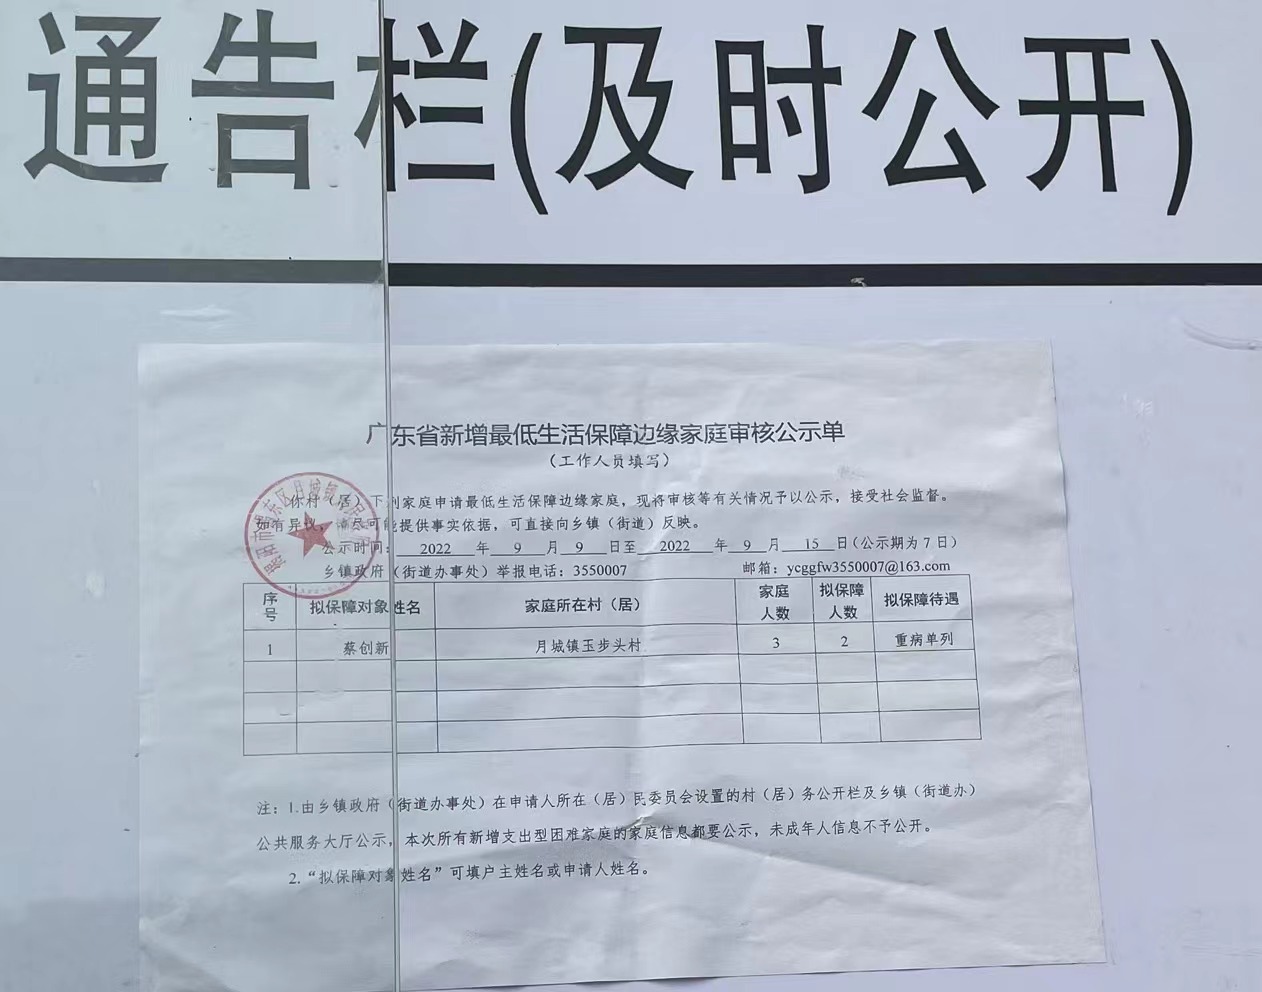 通告栏(及时公开)
广东省新增最低生活保障边缘家庭审核公示单
(工作人员填写)
你村（居）下列家庭申请最低生活保障边缘家庭，现将审核等有关情况予以公示，接受社会监督。
如有异议，请尽可能提供事实依据，可直接向乡镇（街道）反映。
公示时间：2022年9月9日至2022年9月15日(公示期为7日)
乡镇政府（街道办事处）举报电话：3550007 邮箱：ycggfw3550007@163.com
序号 拟保障对象姓名 家庭所在村（居） 家庭人数 拟保障人数 拟保障待遇
1 蔡创新 月城镇玉步头村 3 2 重病单列
注：1.由乡镇政府（街道办事处）在申请人所在（居）民委员会设置的村（居）务公开栏及乡镇（街道办）
公共服务大厅公示，本次所有新增支出型困难家庭的家庭信息都要公示，未成年人信息不予公开。
2.“拟保障对象姓名”可填户主姓名或申请人姓名。